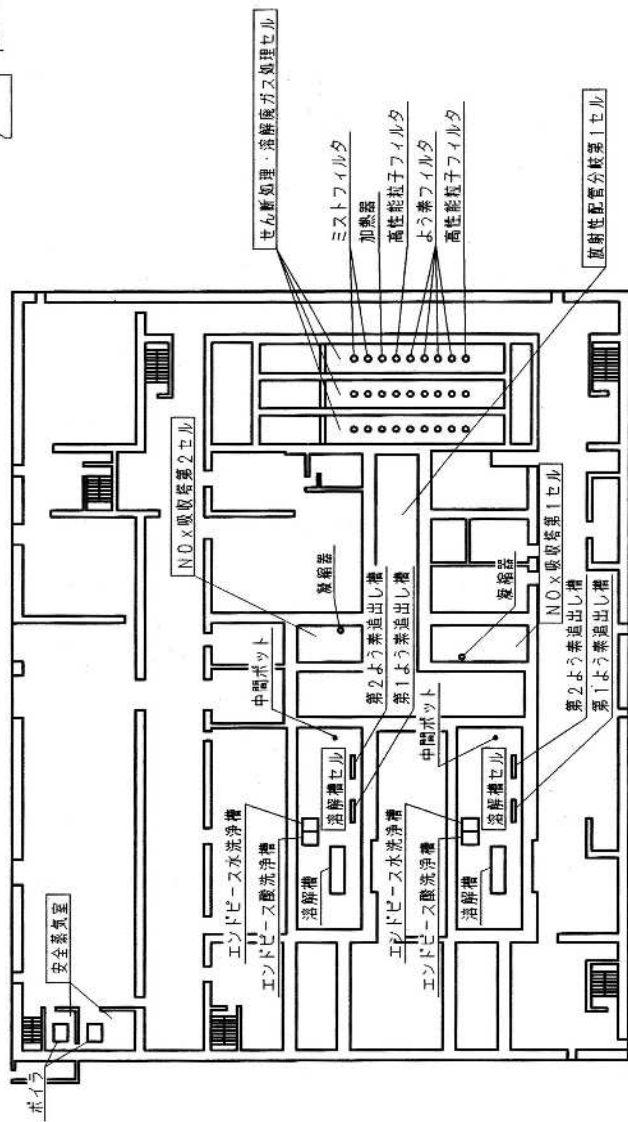 せん断処理・溶解廃ガス処理セル
ミストフィルタ
加熱器
高性能粒子フィルタ
よう素フィルタ
高性能粒子フィルタ
放射性配管分岐第1セル
NOx吸収塔第2セル
凝縮器
NOx吸収塔第1セル
凝縮器
第2よう素追出し槽
第1よう素追出し槽
第2よう素追出し槽
第1よう素追出し槽
中間ポット
中間ポット
溶解槽セル
溶解槽セル
エンドピース水洗浄槽
エンドピース酸洗浄槽
溶解槽
エンドピース水洗浄槽
エンドピース酸洗浄槽
溶解槽
安全蒸気室
ボイラ